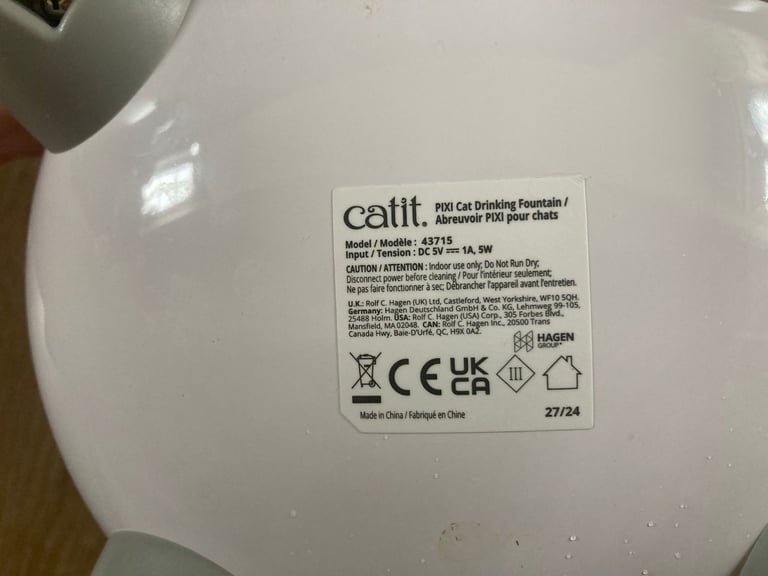 catit.
PIXI Cat Drinking Fountain /
Abreuvoir PIXI pour chats
Model / Modèle : 43715
Input / Tension : DC 5V ⎓ 1A, 5W
CAUTION / ATTENTION : Indoor use only; Do Not Run Dry;
Disconnect power before cleaning / Pour l'intérieur seulement;
Ne pas faire fonctionner à sec; Débrancher l'appareil avant l'entretien.
U.K.: Rolf C. Hagen (UK) Ltd, Castleford, West Yorkshire, WF10 5QH.
Germany: Hagen Deutschland GmbH & Co. KG, Lehmweg 99-105,
25488 Holm. USA: Rolf C. Hagen (USA) Corp., 305 Forbes Blvd.,
Mansfield, MA 02048. CAN: Rolf C. Hagen Inc., 20500 Trans
Canada Hwy, Baie-D'Urfé, QC, H9X 0A2.
HAGEN
GROUP
CE
UK
CA
III
Made in China / Fabriqué en Chine
27/24